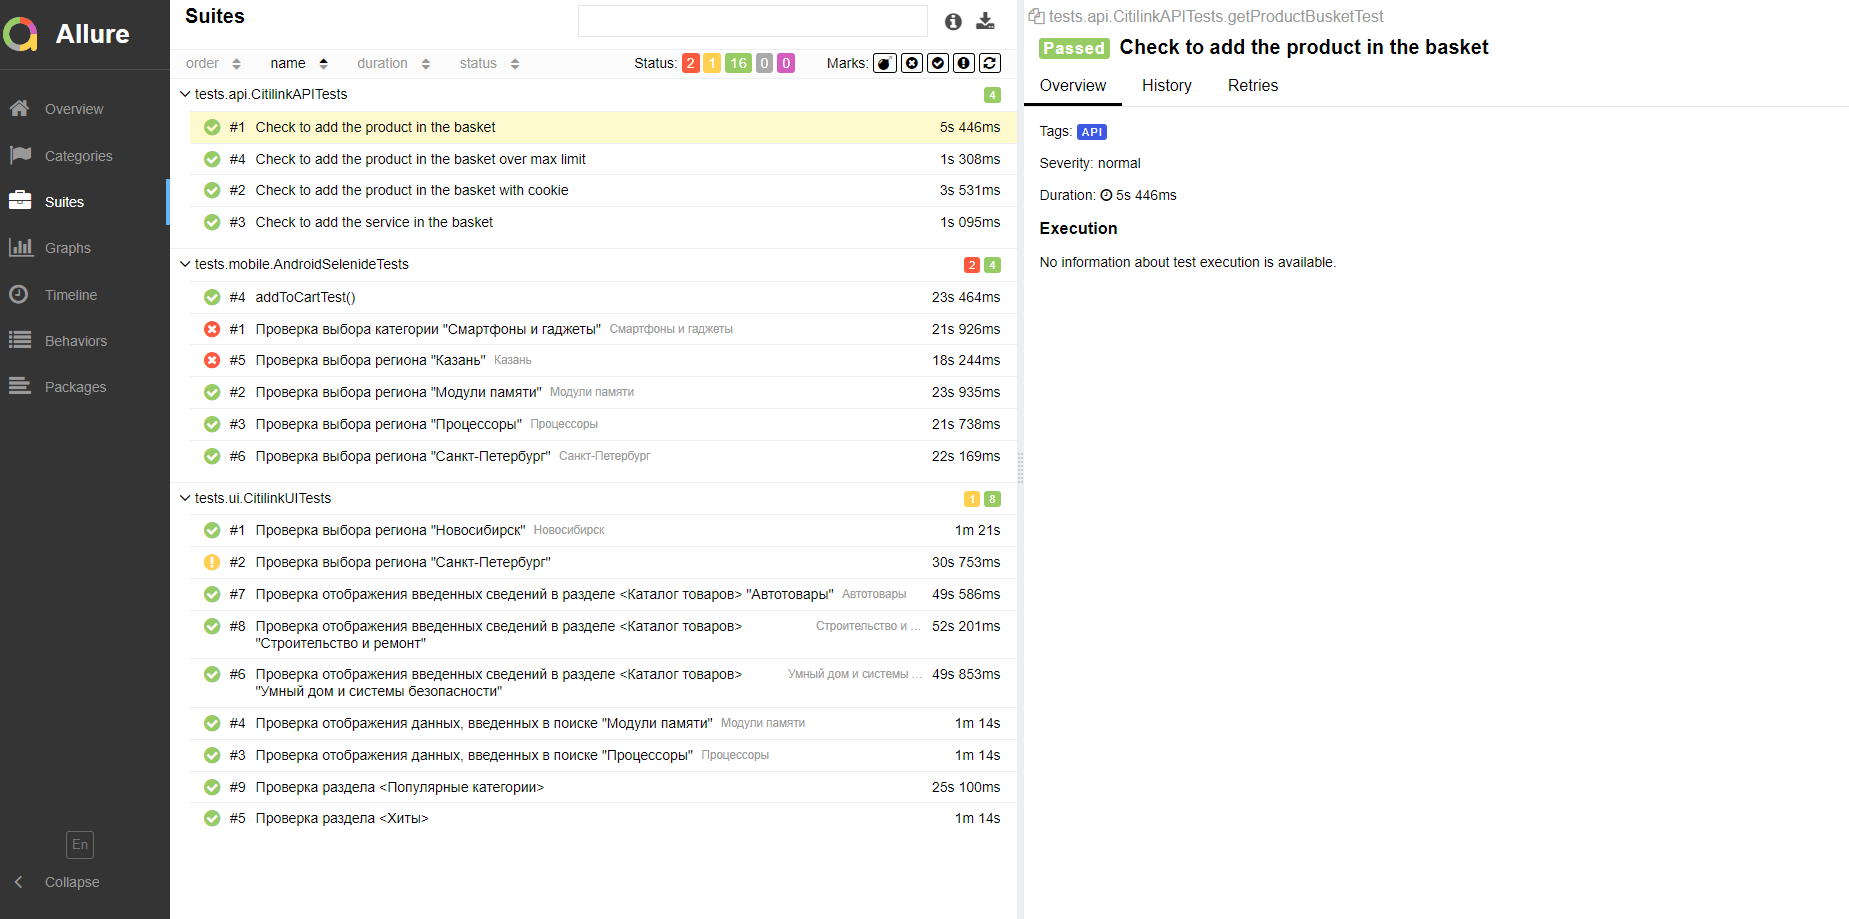 Allure
Overview
Categories
Suites
Graphs
Timeline
Behaviors
Packages
En
Collapse
Suites
order name duration status Status: 2 1 16 0 0 Marks:
tests.api.CitilinkAPITests 4
#1 Check to add the product in the basket 5s 446ms
#4 Check to add the product in the basket over max limit 1s 308ms
#2 Check to add the product in the basket with cookie 3s 531ms
#3 Check to add the service in the basket 1s 095ms
tests.mobile.AndroidSelenideTests 2 4
#4 addToCartTest() 23s 464ms
#1 Проверка выбора категории "Смартфоны и гаджеты" Смартфоны и гаджеты 21s 926ms
#5 Проверка выбора региона "Казань" Казань 18s 244ms
#2 Проверка выбора региона "Модули памяти" Модули памяти 23s 935ms
#3 Проверка выбора региона "Процессоры" Процессоры 21s 738ms
#6 Проверка выбора региона "Санкт-Петербург" Санкт-Петербург 22s 169ms
tests.ui.CitilinkUITests 1 8
#1 Проверка выбора региона "Новосибирск" Новосибирск 1m 21s
#2 Проверка выбора региона "Санкт-Петербург" 30s 753ms
#7 Проверка отображения введенных сведений в разделе <Каталог товаров> "Автотовары" Автотовары 49s 586ms
#8 Проверка отображения введенных сведений в разделе <Каталог товаров> Строительство и ... 52s 201ms
"Строительство и ремонт"
#6 Проверка отображения введенных сведений в разделе <Каталог товаров> Умный дом и системы ... 49s 853ms
"Умный дом и системы безопасности"
#4 Проверка отображения данных, введенных в поиске "Модули памяти" Модули памяти 1m 14s
#3 Проверка отображения данных, введенных в поиске "Процессоры" Процессоры 1m 14s
#9 Проверка раздела <Популярные категории> 25s 100ms
#5 Проверка раздела <Хиты> 1m 14s
tests.api.CitilinkAPITests.getProductBusketTest
Passed Check to add the product in the basket
Overview History Retries
Tags: API
Severity: normal
Duration: 5s 446ms
Execution
No information about test execution is available.